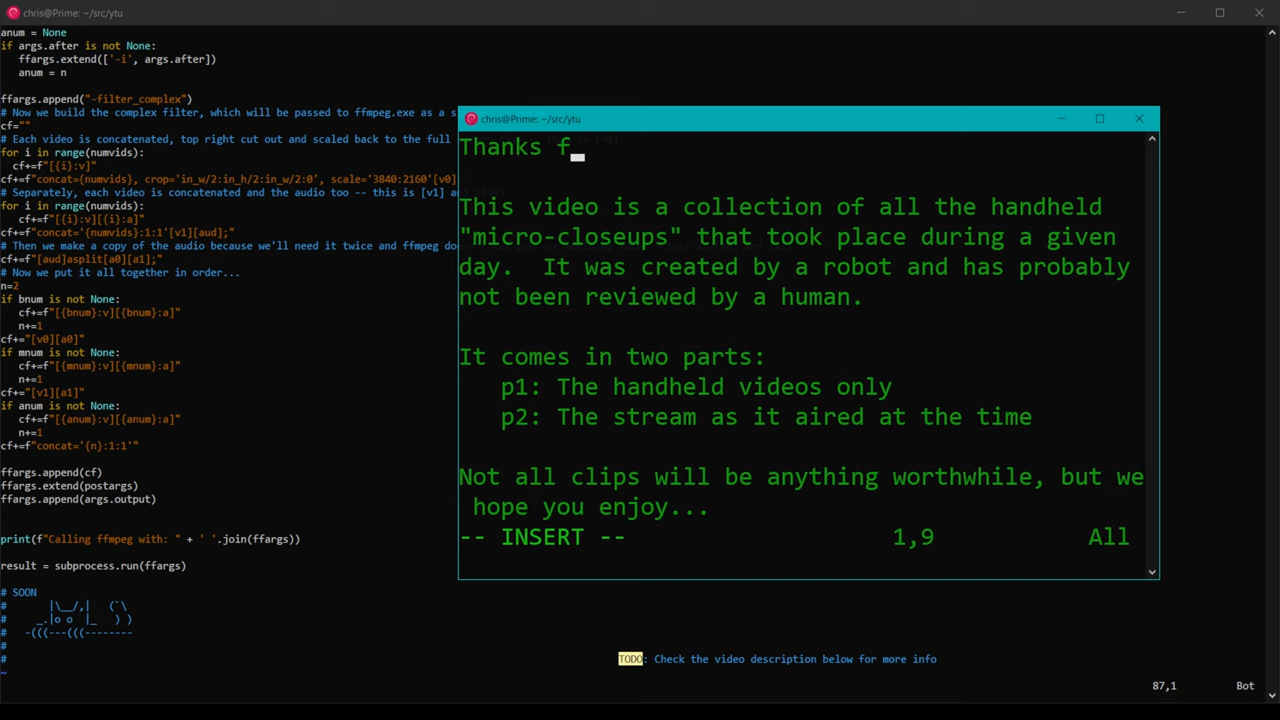 chris@Prime: ~/src/ytu
anum = None
if args.after is not None:
   ffargs.extend(['-i', args.after])
   anum = n

ffargs.append("-filter_complex")
# Now we build the complex filter, which will be passed to ffmpeg.exe as a s
cf=""
# Each video is concatenated, top right cut out and scaled back to the full
for i in range(numvids):
  cf+=f"[{i}:v]"
cf+=f"concat={numvids}, crop='in_w/2:in_h/2:in_w/2:0', scale='3840:2160'[v0]
# Separately, each video is concatenated and the audio too -- this is [v1] a
for i in range(numvids):
   cf+=f"[{i}:v][{i}:a]"
cf+=f"concat='{numvids}:1:1'[v1][aud];"
# Then we make a copy of the audio because we'll need it twice and ffmpeg do
cf+=f"[aud]asplit[a0][a1];"
# Now we put it all together in order...
n=2
if bnum is not None:
   cf+=f"[{bnum}:v][{bnum}:a]"
   n+=1
cf+="[v0][a0]"
if mnum is not None:
   cf+=f"[{mnum}:v][{mnum}:a]"
   n+=1
cf+="[v1][a1]"
if anum is not None:
   cf+=f"[{anum}:v][{anum}:a]"
   n+=1
cf+=f"concat='{n}:1:1'"

ffargs.append(cf)
ffargs.extend(postargs)
ffargs.append(args.output)

print(f"Calling ffmpeg with: " + ' '.join(ffargs))

result = subprocess.run(ffargs)

# SOON
#      |\__/,|   (`\
#    _.|o o  |_   ) )
#   -(((---(((--------
#
#
~
chris@Prime: ~/src/ytu
Thanks f

This video is a collection of all the handheld
"micro-closeups" that took place during a given
day.  It was created by a robot and has probably
not been reviewed by a human.

It comes in two parts:
   p1: The handheld videos only
   p2: The stream as it aired at the time

Not all clips will be anything worthwhile, but we
 hope you enjoy...
-- INSERT -- 1,9 All
TODO: Check the video description below for more info
87,1 Bot